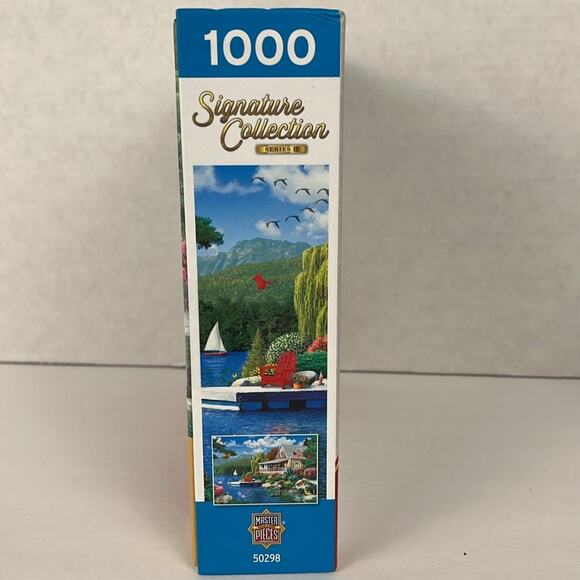 1000
Signature
Collection
SERIES II
MASTER
PIECES
50298